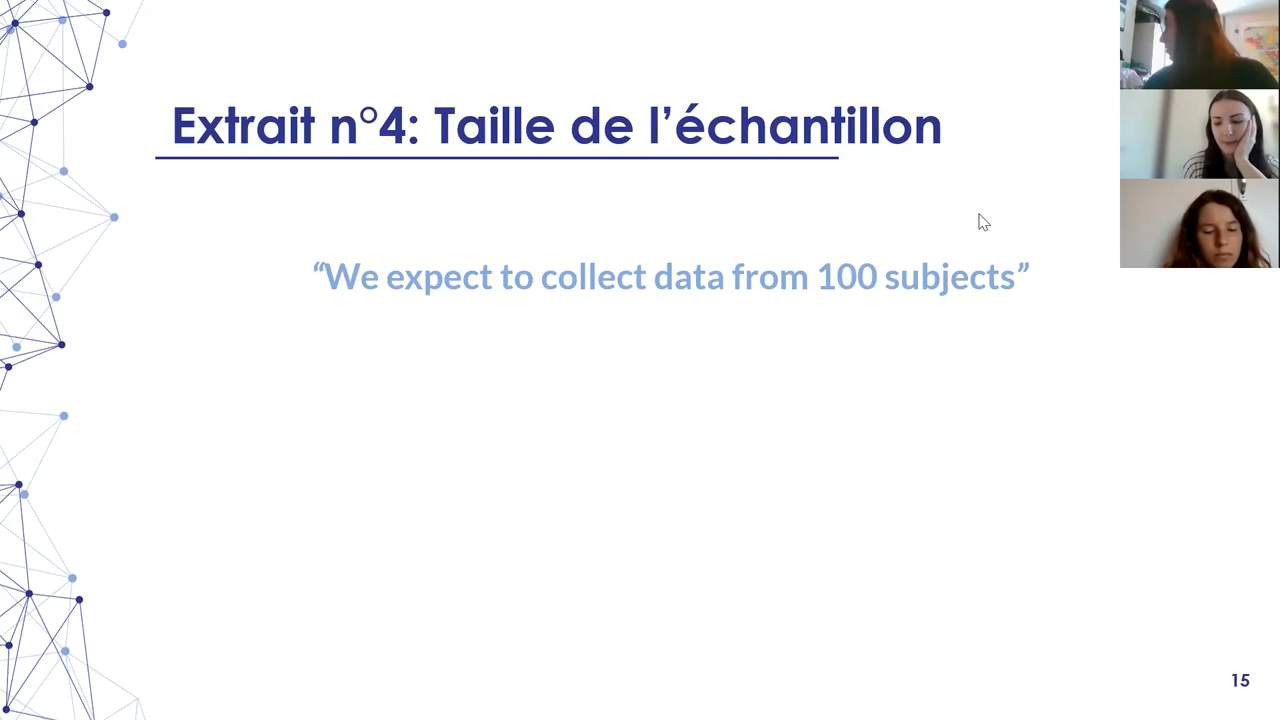 Extrait n°4: Taille de l’échantillon
“We expect to collect data from 100 subjects”
15